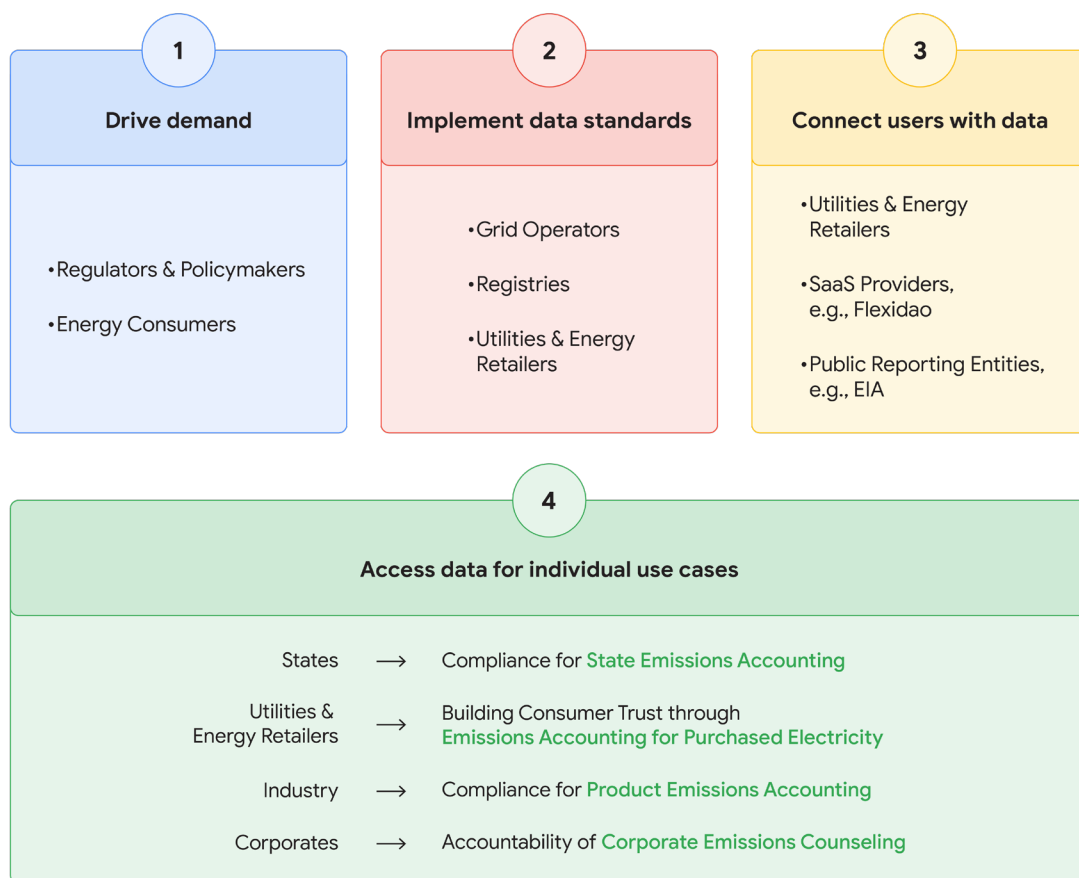 1
Drive demand
•Regulators & Policymakers
•Energy Consumers
2
Implement data standards
•Grid Operators
•Registries
•Utilities & Energy
Retailers
3
Connect users with data
•Utilities & Energy
Retailers
•SaaS Providers,
e.g., Flexidao
•Public Reporting Entities,
e.g., EIA
4
Access data for individual use cases
States → Compliance for State Emissions Accounting
Utilities &
Energy Retailers → Building Consumer Trust through
Emissions Accounting for Purchased Electricity
Industry → Compliance for Product Emissions Accounting
Corporates → Accountability of Corporate Emissions Counseling